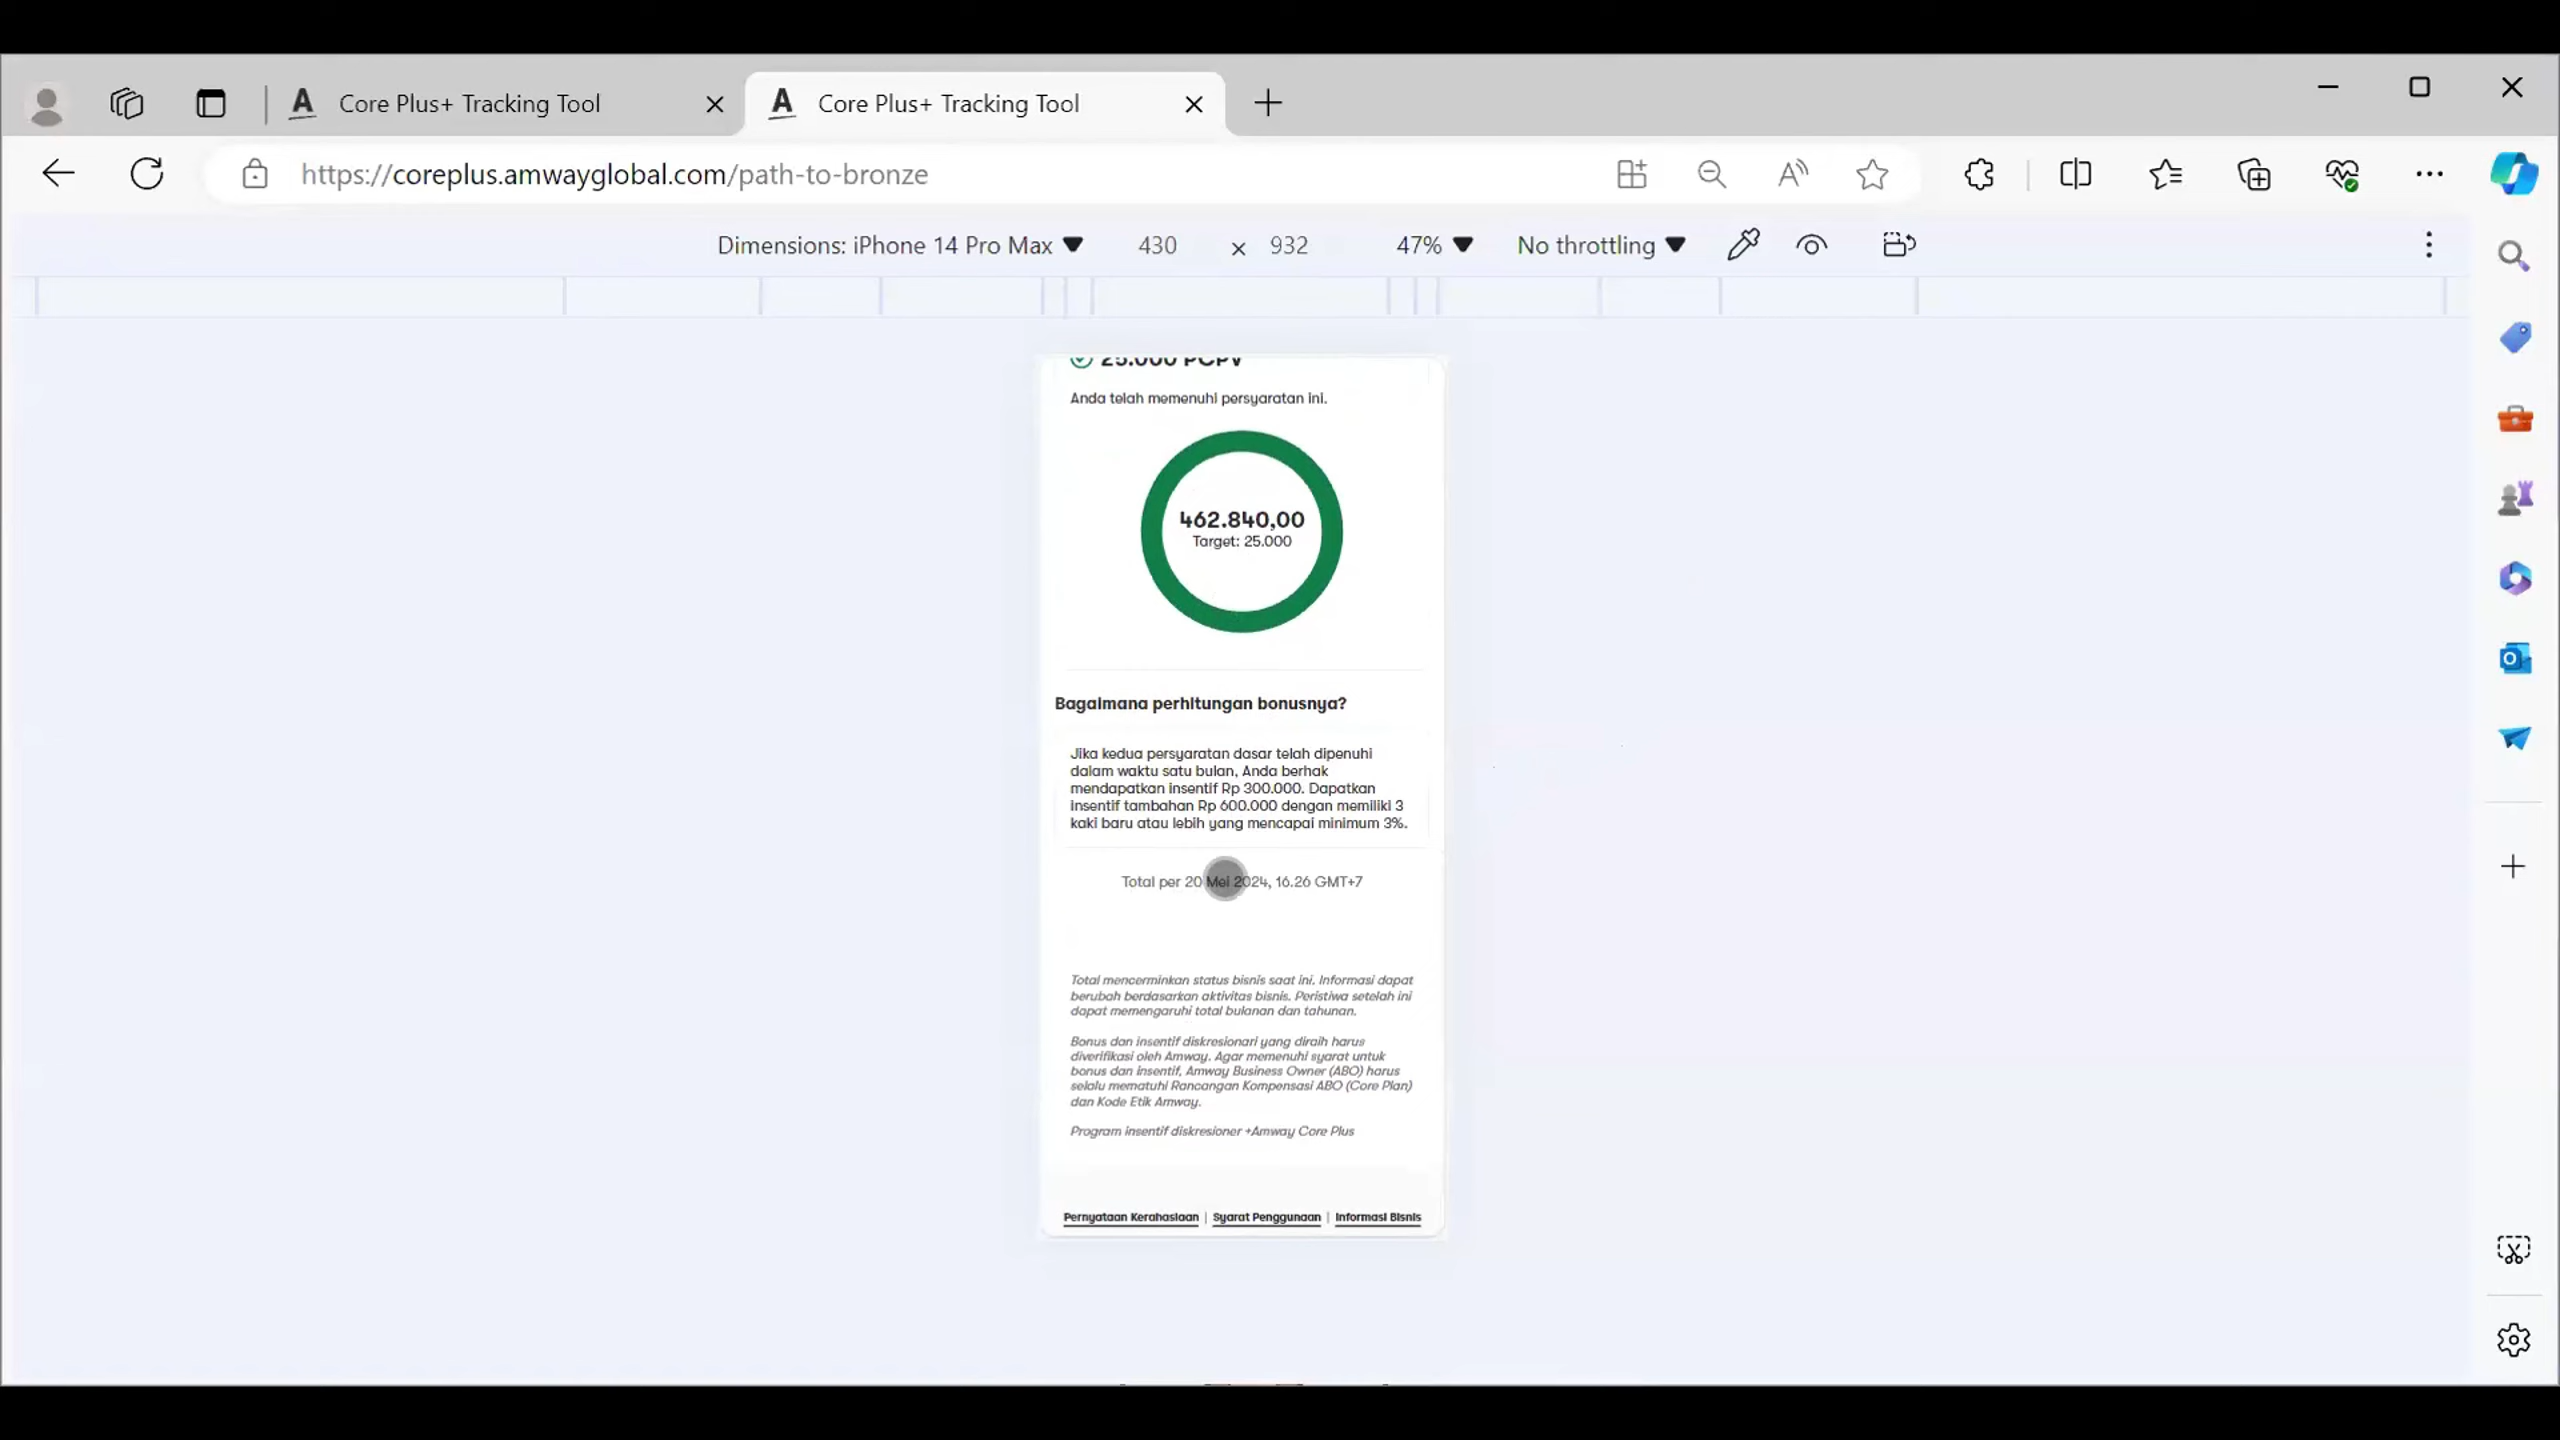 Core Plus+ Tracking Tool
Core Plus+ Tracking Tool
https://coreplus.amwayglobal.com/path-to-bronze
Dimensions: iPhone 14 Pro Max 430 x 932 47% No throttling
25.000 PCPV
Anda telah memenuhi persyaratan ini.
462.840,00
Target: 25.000
Bagaimana perhitungan bonusnya?
Jika kedua persyaratan dasar telah dipenuhi
dalam waktu satu bulan, Anda berhak
mendapatkan insentif Rp 300.000. Dapatkan
insentif tambahan Rp 600.000 dengan memiliki 3
kaki baru atau lebih yang mencapai minimum 3%.
Total per 20 Mei 2024, 16.26 GMT+7
Total mencerminkan status bisnis saat ini. Informasi dapat
berubah berdasarkan aktivitas bisnis. Peristiwa setelah ini
dapat memengaruhi total bulanan dan tahunan.
Bonus dan insentif diskresionari yang diraih harus
diverifikasi oleh Amway. Agar memenuhi syarat untuk
bonus dan insentif, Amway Business Owner (ABO) harus
selalu mematuhi Rancangan Kompensasi ABO (Core Plan)
dan Kode Etik Amway.
Program insentif diskresioner +Amway Core Plus
Pernyataan Kerahasiaan | Syarat Penggunaan | Informasi Bisnis